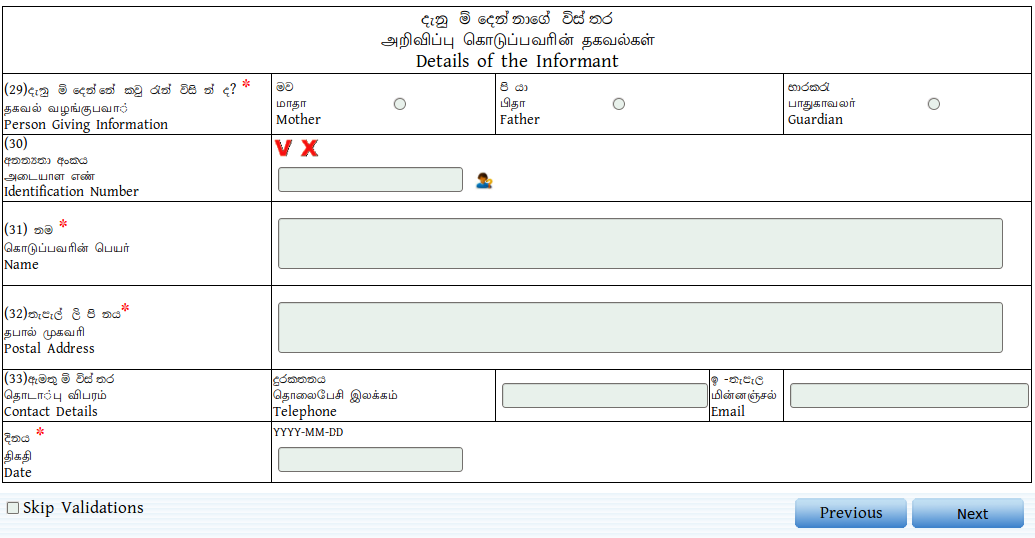 දැනුම් දෙන්නාගේ විස්තර
அறிவிப்பு கொடுப்பவரின் தகவல்கள்
Details of the Informant
(29)දැනුම් දෙන්නේ කවුරුන් විසින් ද? *
தகவல் வழங்குபவர்
Person Giving Information
මව
மாதா
Mother
පියා
பிதா
Father
භාරකරු
பாதுகாவலர்
Guardian
(30)
අනන්‍යතා අංකය
அடையாள எண்
Identification Number
V X
(31) නම *
கொடுப்பவரின் பெயர்
Name
(32)තැපැල් ලිපිනය*
தபால் முகவரி
Postal Address
(33)ඇමතුම් විස්තර
தொடர்பு விபரம்
Contact Details
දුරකතනය
தொலைபேசி இலக்கம்
Telephone
ඉ -තැපැල
மின்னஞ்சல்
Email
දිනය *
திகதி
Date
YYYY-MM-DD
Skip Validations
Previous
Next